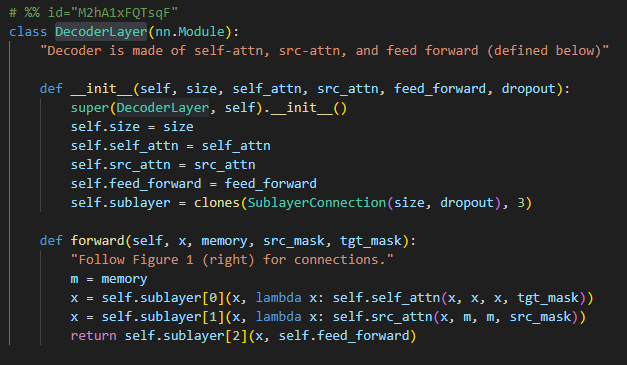 # %% id="M2hA1xFQTsqF"
class DecoderLayer(nn.Module):
    "Decoder is made of self-attn, src-attn, and feed forward (defined below)"

    def __init__(self, size, self_attn, src_attn, feed_forward, dropout):
        super(DecoderLayer, self).__init__()
        self.size = size
        self.self_attn = self_attn
        self.src_attn = src_attn
        self.feed_forward = feed_forward
        self.sublayer = clones(SublayerConnection(size, dropout), 3)

    def forward(self, x, memory, src_mask, tgt_mask):
        "Follow Figure 1 (right) for connections."
        m = memory
        x = self.sublayer[0](x, lambda x: self.self_attn(x, x, x, tgt_mask))
        x = self.sublayer[1](x, lambda x: self.src_attn(x, m, m, src_mask))
        return self.sublayer[2](x, self.feed_forward)